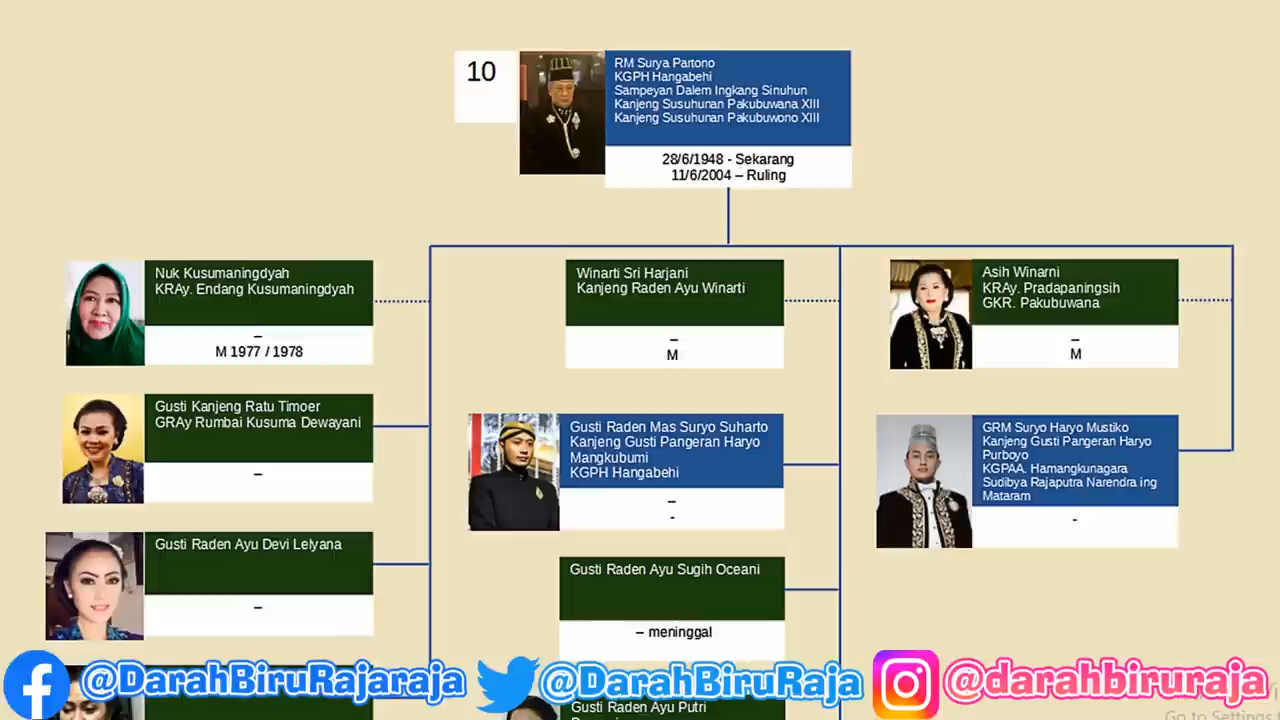 10
RM Surya Partono
KGPH Hangabehi
Sampeyan Dalem Ingkang Sinuhun
Kanjeng Susuhunan Pakubuwana XIII
Kanjeng Susuhunan Pakubuwono XIII
28/6/1948 - Sekarang
11/6/2004 – Ruling
Nuk Kusumaningdyah
KRAy. Endang Kusumaningdyah
–
M 1977 / 1978
Gusti Kanjeng Ratu Timoer
GRAy Rumbai Kusuma Dewayani
–
Gusti Raden Ayu Devi Lelyana
–
Winarti Sri Harjani
Kanjeng Raden Ayu Winarti
–
M
Gusti Raden Mas Suryo Suharto
Kanjeng Gusti Pangeran Haryo
Mangkubumi
KGPH Hangabehi
–
-
Gusti Raden Ayu Sugih Oceani
– meninggal
Gusti Raden Ayu Putri
Asih Winarni
KRAy. Pradapaningsih
GKR. Pakubuwana
–
M
GRM Suryo Haryo Mustiko
Kanjeng Gusti Pangeran Haryo
Purboyo
KGPAA. Hamangkunagara
Sudibya Rajaputra Narendra ing
Mataram
-
@DarahBiruRajaraja
@DarahBiruRaja
@darahbiruraja
Go to Settings